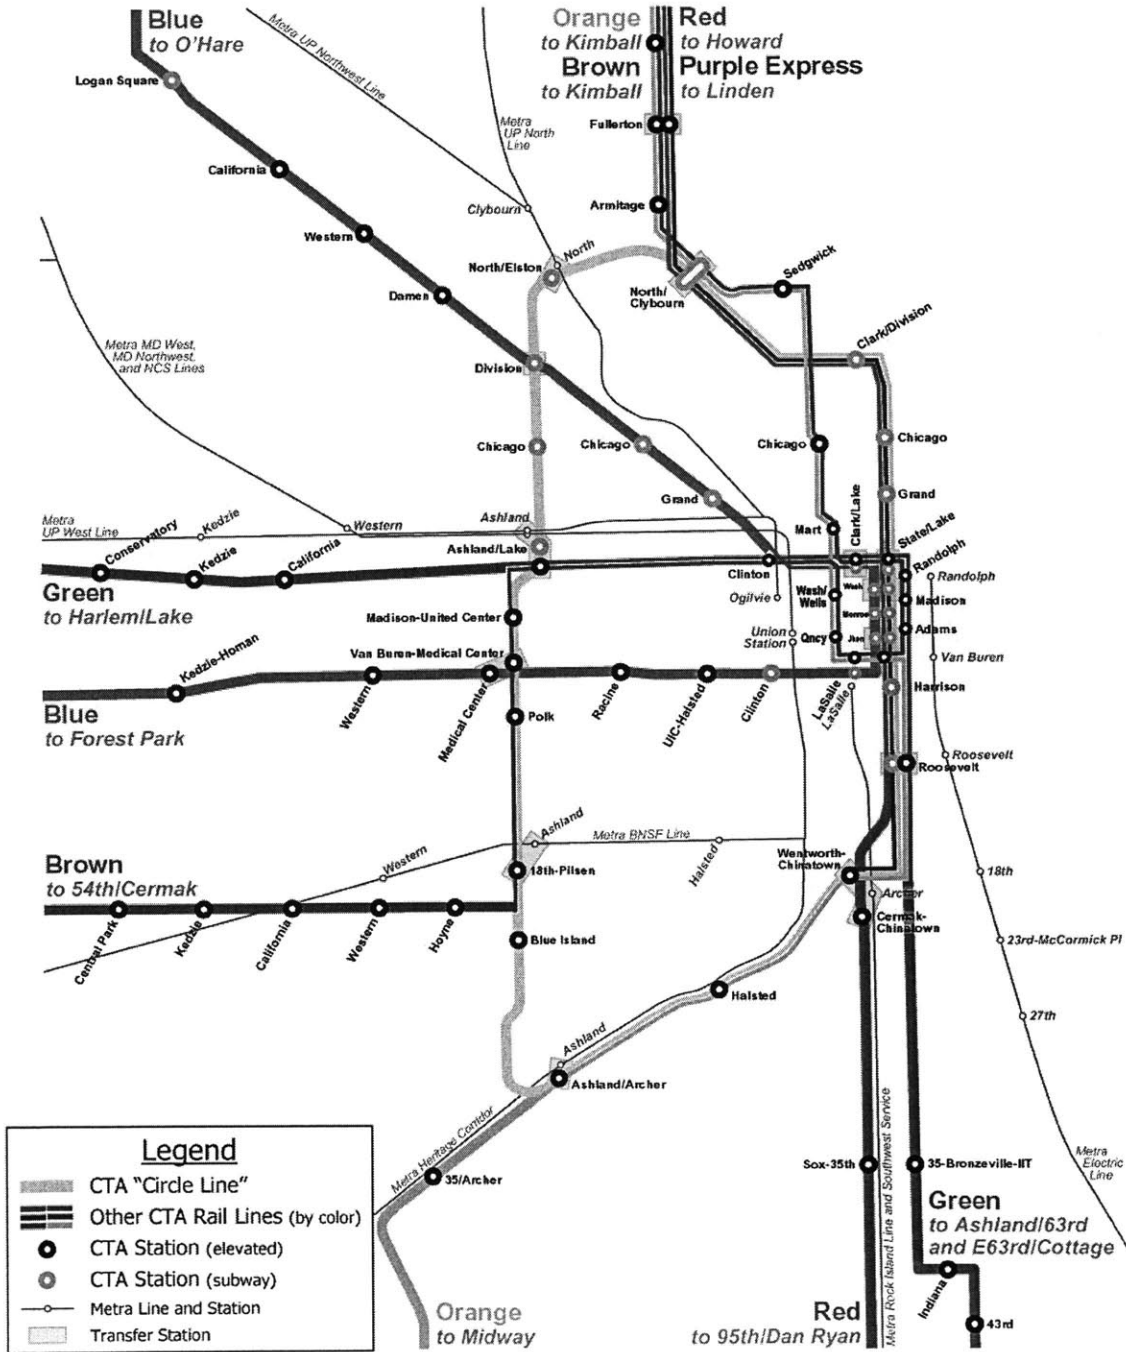 Blue
to O'Hare
Orange
to Kimball
Red
to Howard
Brown
to Kimball
Purple Express
to Linden
Metra UP Northwest Line
Metra
UP North
Line
Logan Square
California
Western
Damen
Division
Chicago
Grand
Clybourn
North
North/Elston
Fullerton
Armitage
North/
Clybourn
Sedgwick
Clark/Division
Chicago
Grand
Chicago
Mart
Clark/Lake
State/Lake
Randolph
Madison
Adams
Wash/
Wells
Qncy
Wash
Monroe
Jksn
Randolph
Van Buren
Harrison
Roosevelt
Roosevelt
LaSalle
LaSalle
Metra MD West,
MD Northwest,
and NCS Lines
Chicago
Metra
UP West Line
Kedzie
Western
Ashland
Ashland/Lake
Conservatory
Kedzie
California
Clinton
Ogilvie
Union
Station
Green
to Harlem/Lake
Madison-United Center
Van Buren-Medical Center
Kedzie-Homan
Western
Medical Center
Racine
UIC-Halsted
Clinton
Blue
to Forest Park
Polk
Metra BNSF Line
Ashland
Western
Halsted
18th-Pilsen
Brown
to 54th/Cermak
Central Park
Kedzie
California
Western
Hoyne
Blue Island
Wentworth-
Chinatown
Archer
Cermak-
Chinatown
18th
23rd-McCormick Pl
27th
Halsted
Ashland
Ashland/Archer
Metra Heritage Corridor
35/Archer
Sox-35th
35-Bronzeville-IIT
Metra Rock Island Line and Southwest Service
Metra
Electric
Line
Green
to Ashland/63rd
and E63rd/Cottage
Indiana
43rd
Orange
to Midway
Red
to 95th/Dan Ryan
Legend
CTA "Circle Line"
Other CTA Rail Lines (by color)
CTA Station (elevated)
CTA Station (subway)
Metra Line and Station
Transfer Station